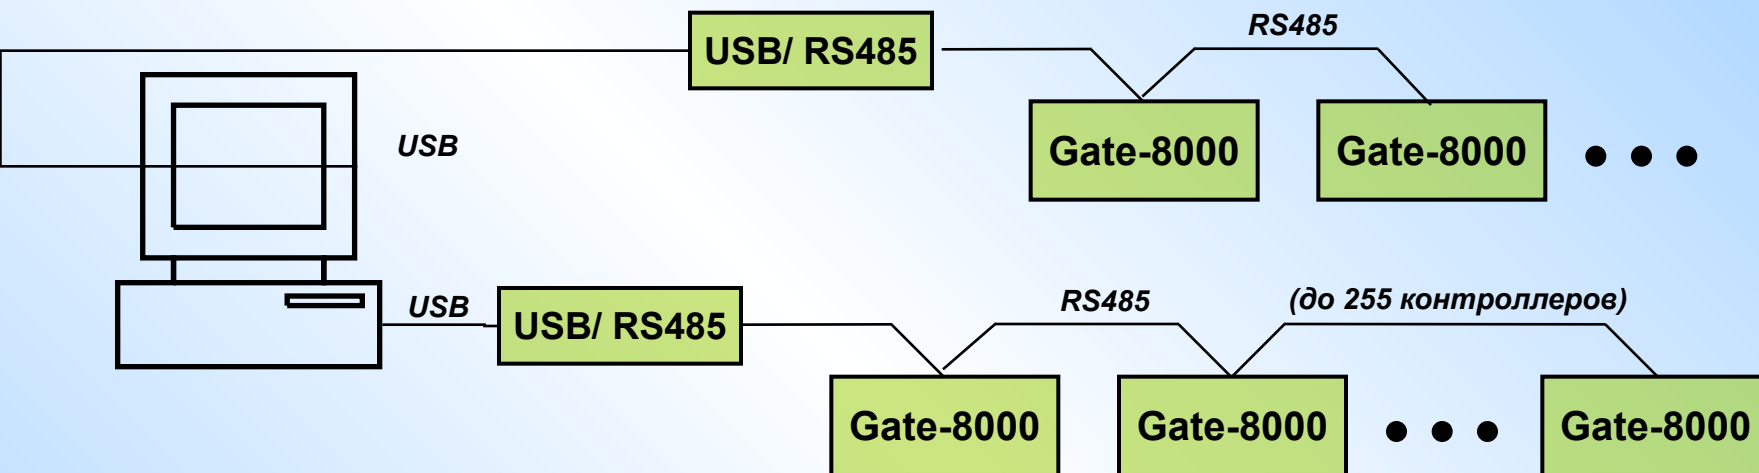 RS485
USB/ RS485
Gate-8000
Gate-8000
USB
RS485
(до 255 контроллеров)
USB
USB/ RS485
Gate-8000
Gate-8000
Gate-8000